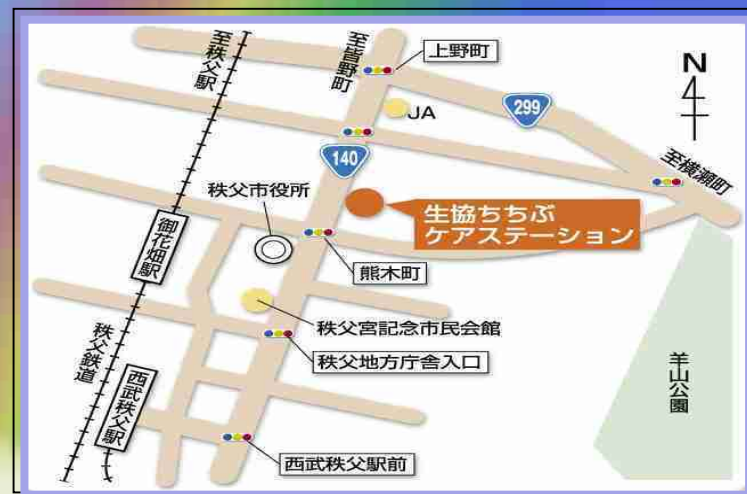 至秩父駅
至皆野町
上野町
N
JA
299
140
至横瀬町
秩父市役所
生協ちちぶ
ケアステーション
御花畑駅
熊木町
秩父宮記念市民会館
秩父鉄道
秩父地方庁舎入口
西武秩父駅
羊山公園
西武秩父駅前